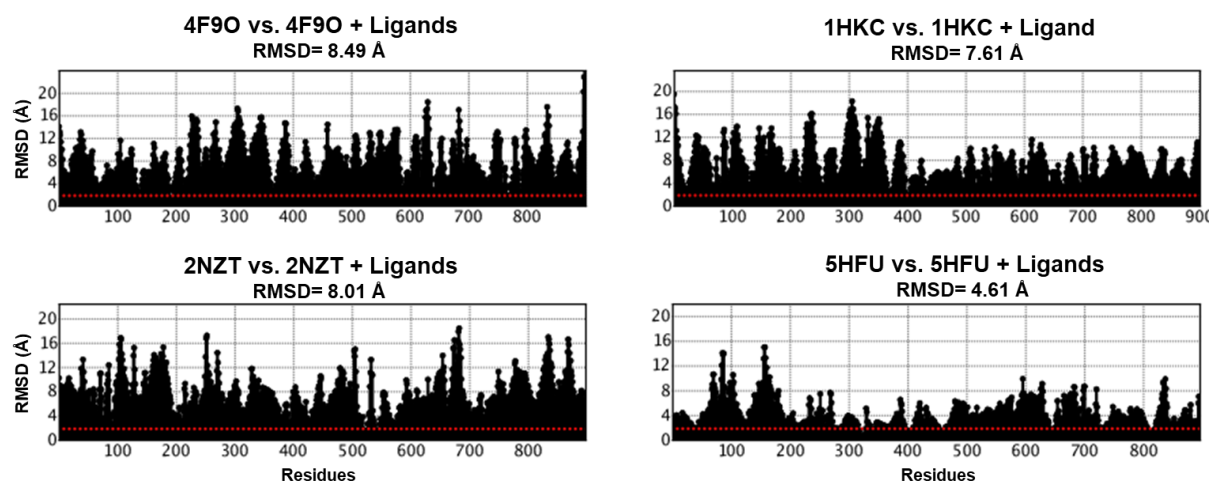 4F9O vs. 4F9O + Ligands
RMSD= 8.49 Å
RMSD (Å)
20
16
12
8
4
0
100 200 300 400 500 600 700 800
1HKC vs. 1HKC + Ligand
RMSD= 7.61 Å
20
16
12
8
4
0
100 200 300 400 500 600 700 800 900
2NZT vs. 2NZT + Ligands
RMSD= 8.01 Å
RMSD (Å)
20
16
12
8
4
0
100 200 300 400 500 600 700 800
Residues
5HFU vs. 5HFU + Ligands
RMSD= 4.61 Å
20
16
12
8
4
0
100 200 300 400 500 600 700 800
Residues